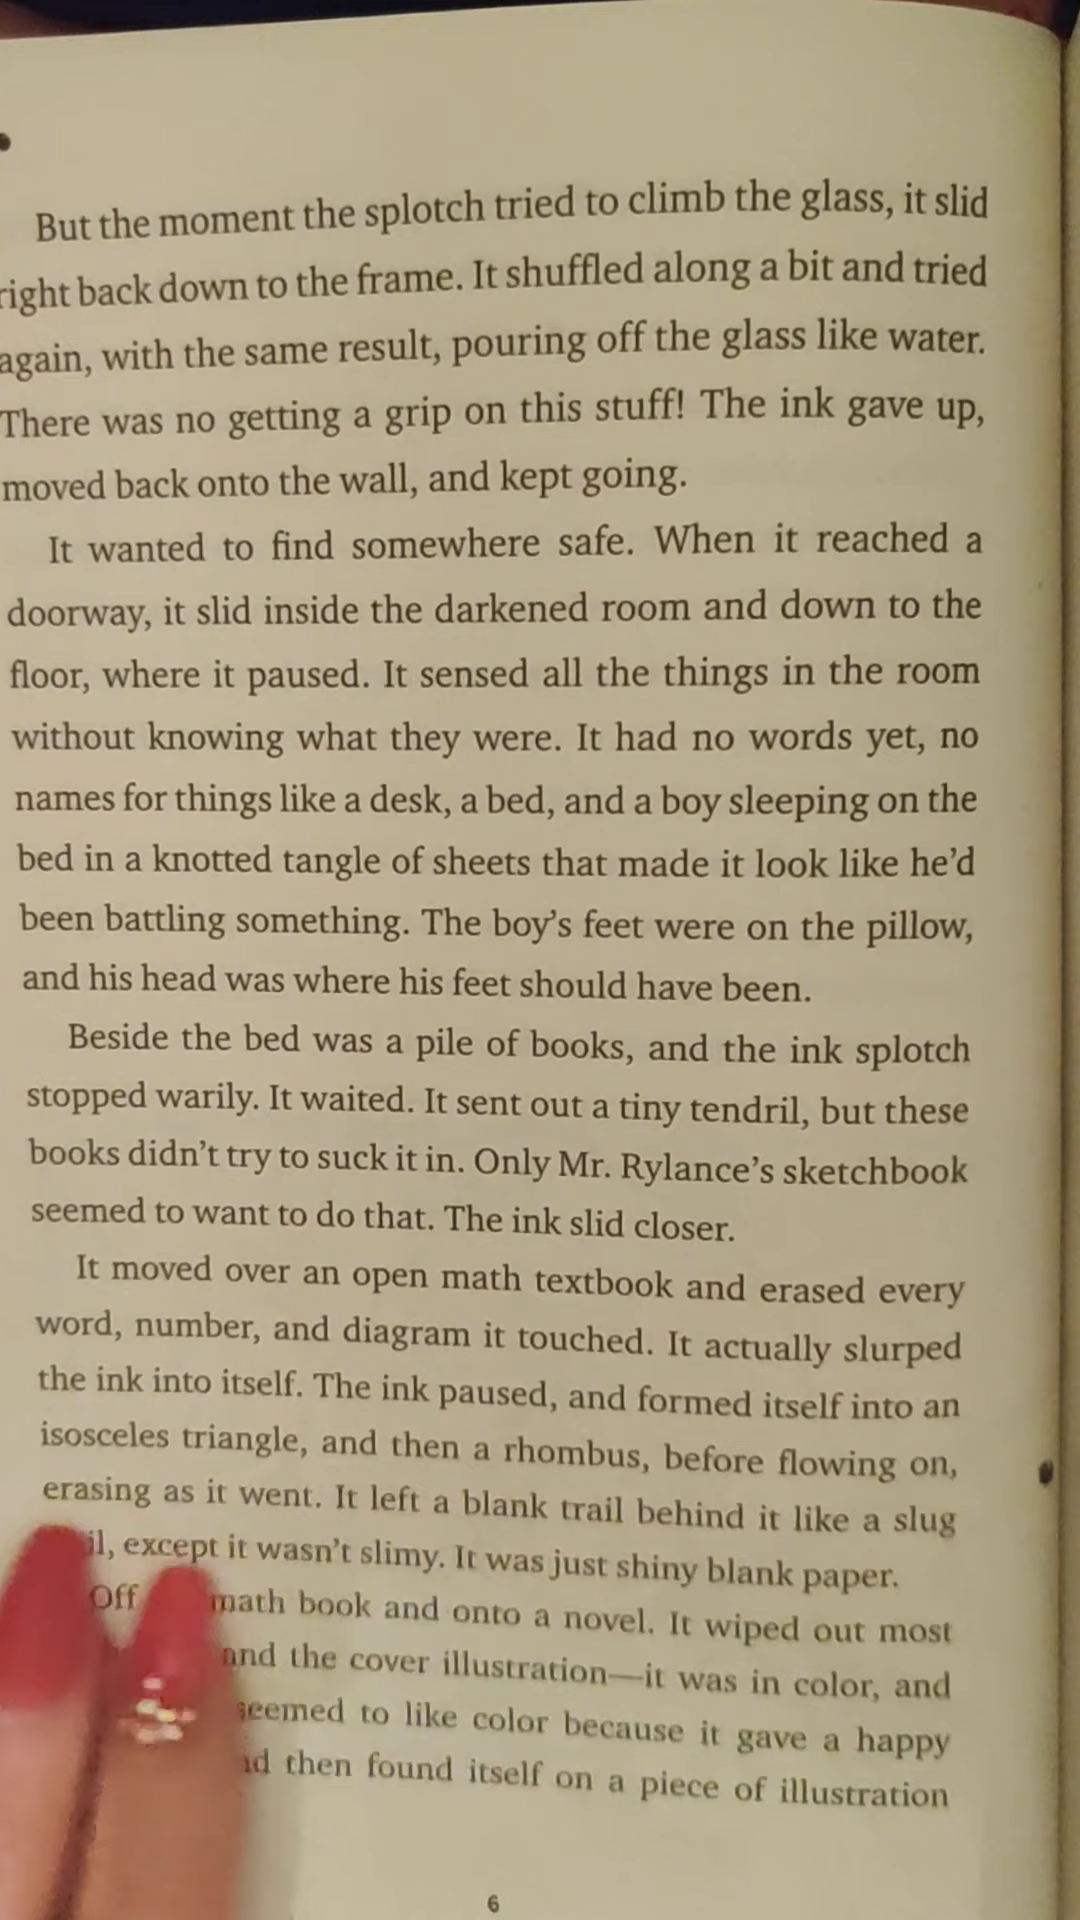 But the moment the splotch tried to climb the glass, it slid
right back down to the frame. It shuffled along a bit and tried
again, with the same result, pouring off the glass like water.
There was no getting a grip on this stuff! The ink gave up,
moved back onto the wall, and kept going.
It wanted to find somewhere safe. When it reached a
doorway, it slid inside the darkened room and down to the
floor, where it paused. It sensed all the things in the room
without knowing what they were. It had no words yet, no
names for things like a desk, a bed, and a boy sleeping on the
bed in a knotted tangle of sheets that made it look like he’d
been battling something. The boy’s feet were on the pillow,
and his head was where his feet should have been.
Beside the bed was a pile of books, and the ink splotch
stopped warily. It waited. It sent out a tiny tendril, but these
books didn’t try to suck it in. Only Mr. Rylance’s sketchbook
seemed to want to do that. The ink slid closer.
It moved over an open math textbook and erased every
word, number, and diagram it touched. It actually slurped
the ink into itself. The ink paused, and formed itself into an
isosceles triangle, and then a rhombus, before flowing on,
erasing as it went. It left a blank trail behind it like a slug
except it wasn’t slimy. It was just shiny blank paper.
Off math book and onto a novel. It wiped out most
and the cover illustration—it was in color, and
seemed to like color because it gave a happy
then found itself on a piece of illustration
6